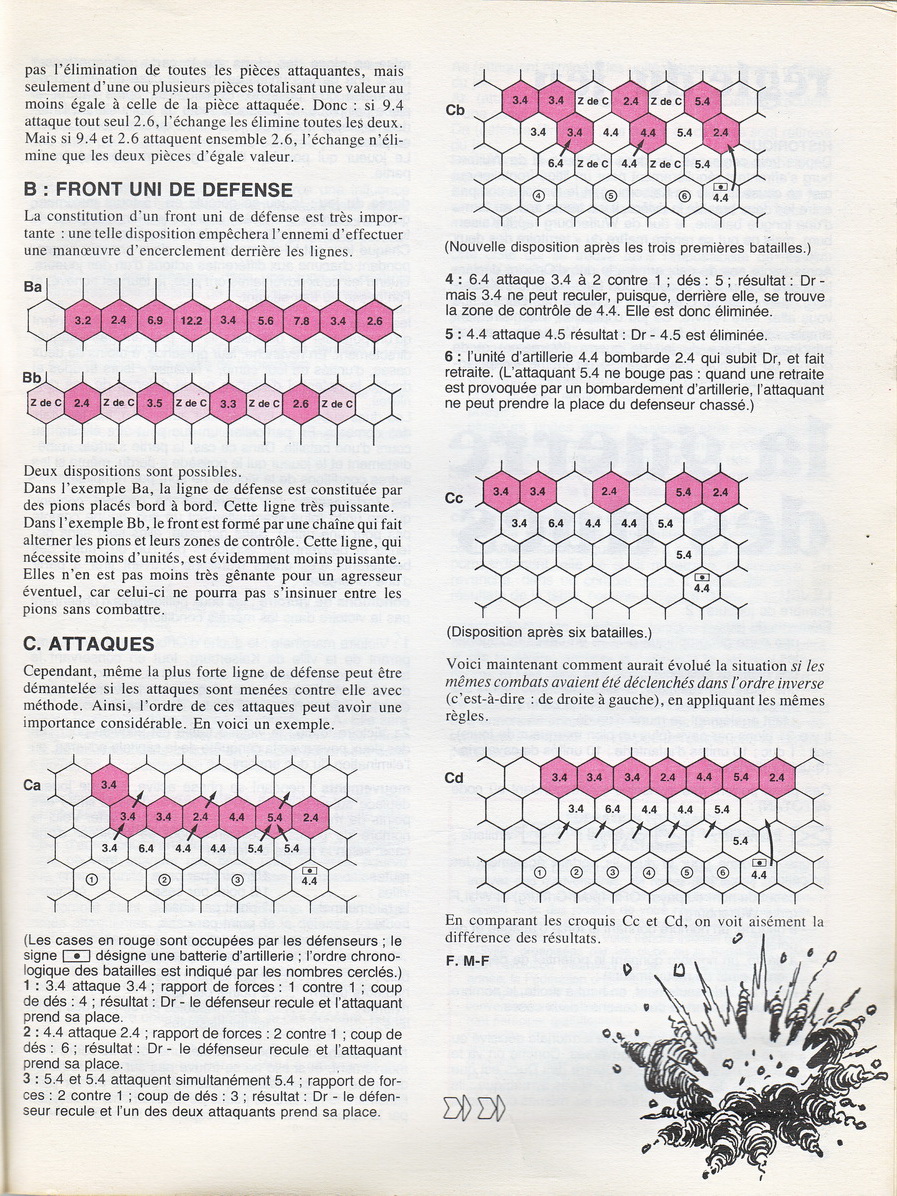 pas l'élimination de toutes les pièces attaquantes, mais
seulement d'une ou plusieurs pièces totalisant une valeur au
moins égale à celle de la pièce attaquée. Donc : si 9.4
attaque tout seul 2.6, l'échange les élimine toutes les deux.
Mais si 9.4 et 2.6 attaquent ensemble 2.6, l'échange n'éli-
mine que les deux pièces d'égale valeur.
B : FRONT UNI DE DEFENSE
La constitution d'un front uni de défense est très impor-
tante : une telle disposition empêchera l'ennemi d'effectuer
une manœuvre d'encerclement derrière les lignes.
Ba
3.2 2.4 6.9 12.2 3.4 5.6 7.8 3.4 2.6
Bb
Z de C 2.4 Z de C 3.5 Z de C 3.3 Z de C 2.6 Z de C
Deux dispositions sont possibles.
Dans l'exemple Ba, la ligne de défense est constituée par
des pions placés bord à bord. Cette ligne très puissante.
Dans l'exemple Bb, le front est formé par une chaîne qui fait
alterner les pions et leurs zones de contrôle. Cette ligne, qui
nécessite moins d'unités, est évidemment moins puissante.
Elles n'en est pas moins très gênante pour un agresseur
éventuel, car celui-ci ne pourra pas s'insinuer entre les
pions sans combattre.
C. ATTAQUES
Cependant, même la plus forte ligne de défense peut être
démantelée si les attaques sont menées contre elle avec
méthode. Ainsi, l'ordre de ces attaques peut avoir une
importance considérable. En voici un exemple.
Ca
3.4
3.4 3.4 2.4 4.4 5.4 2.4
3.4 6.4 4.4 4.4 5.4 5.4
1 2 3 4.4
(Les cases en rouge sont occupées par les défenseurs ; le
signe désigne une batterie d'artillerie ; l'ordre chrono-
logique des batailles est indiqué par les nombres cerclés.)
1 : 3.4 attaque 3.4 ; rapport de forces : 1 contre 1 ; coup
de dés : 4 ; résultat : Dr - le défenseur recule et l'attaquant
prend sa place.
2 : 4.4 attaque 2.4 ; rapport de forces : 2 contre 1 ; coup de
dés : 6 ; résultat : Dr - le défenseur recule et l'attaquant
prend sa place.
3 : 5.4 et 5.4 attaquent simultanément 5.4 ; rapport de for-
ces : 2 contre 1 ; coup de dés : 3 ; résultat : Dr - le défen-
seur recule et l'un des deux attaquants prend sa place.
Cb
3.4 3.4 Z de C 2.4 Z de C 5.4
3.4 3.4 4.4 4.4 5.4 2.4
6.4 Z de C 4.4 Z de C 5.4
4 5 6 4.4
(Nouvelle disposition après les trois premières batailles.)
4 : 6.4 attaque 3.4 à 2 contre 1 ; dés : 5 ; résultat : Dr -
mais 3.4 ne peut reculer, puisque, derrière elle, se trouve
la zone de contrôle de 4.4. Elle est donc éliminée.
5 : 4.4 attaque 4.5 résultat : Dr - 4.5 est éliminée.
6 : l'unité d'artillerie 4.4 bombarde 2.4 qui subit Dr, et fait
retraite. (L'attaquant 5.4 ne bouge pas : quand une retraite
est provoquée par un bombardement d'artillerie, l'attaquant
ne peut prendre la place du defenseur chassé.)
Cc
3.4 3.4 2.4 5.4 2.4
3.4 6.4 4.4 4.4 5.4
5.4
4.4
(Disposition après six batailles.)
Voici maintenant comment aurait évolué la situation si les
mêmes combats avaient été déclenchés dans l'ordre inverse
(c'est-à-dire : de droite à gauche), en appliquant les mêmes
règles.
Cd
3.4 3.4 3.4 2.4 4.4 5.4 2.4
3.4 6.4 4.4 4.4 5.4
5.4
1 2 3 4 5 6 4.4
En comparant les croquis Cc et Cd, on voit aisément la
différence des résultats.
F. M-F